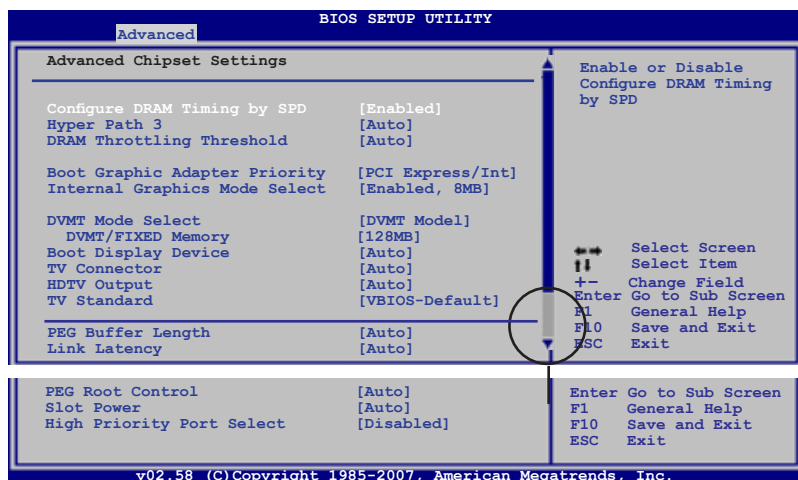 BIOS SETUP UTILITY
Advanced
Advanced Chipset Settings
Configure DRAM Timing by SPD [Enabled]
Hyper Path 3 [Auto]
DRAM Throttling Threshold [Auto]
Boot Graphic Adapter Priority [PCI Express/Int]
Internal Graphics Mode Select [Enabled, 8MB]
DVMT Mode Select [DVMT Model]
DVMT/FIXED Memory [128MB]
Boot Display Device [Auto]
TV Connector [Auto]
HDTV Output [Auto]
TV Standard [VBIOS-Default]
PEG Buffer Length [Auto]
Link Latency [Auto]
Enable or Disable
Configure DRAM Timing
by SPD
Select Screen
Select Item
+- Change Field
Enter Go to Sub Screen
F1 General Help
F10 Save and Exit
ESC Exit
PEG Root Control [Auto]
Slot Power [Auto]
High Priority Port Select [Disabled]
Enter Go to Sub Screen
F1 General Help
F10 Save and Exit
ESC Exit
v02.58 (C)Copyright 1985-2007, American Megatrends, Inc.